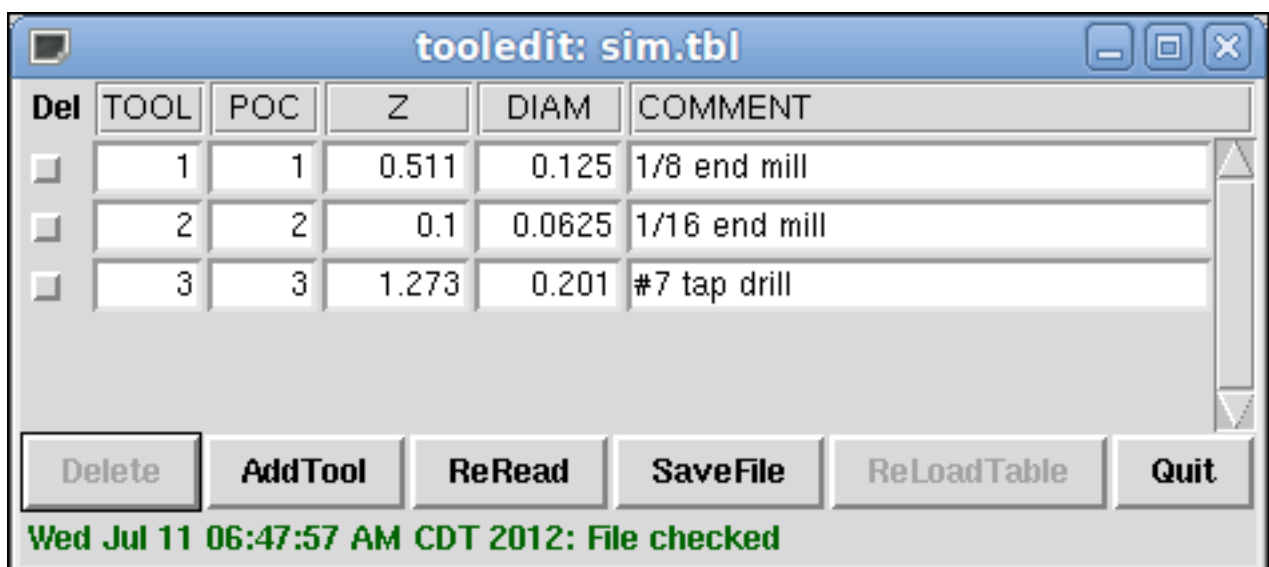 tooledit: sim.tbl
Del TOOL POC Z DIAM COMMENT
1 1 0.511 0.125 1/8 end mill
2 2 0.1 0.0625 1/16 end mill
3 3 1.273 0.201 #7 tap drill
Delete AddTool ReRead SaveFile ReLoadTable Quit
Wed Jul 11 06:47:57 AM CDT 2012: File checked